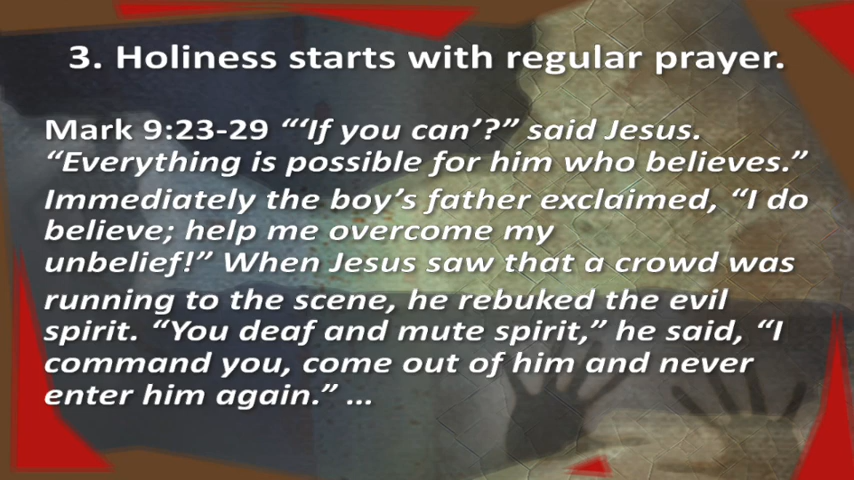 3. Holiness starts with regular prayer.
Mark 9:23-29 “‘If you can’?” said Jesus.
“Everything is possible for him who believes.”
Immediately the boy’s father exclaimed, “I do
believe; help me overcome my
unbelief!” When Jesus saw that a crowd was
running to the scene, he rebuked the evil
spirit. “You deaf and mute spirit,” he said, “I
command you, come out of him and never
enter him again.” ...